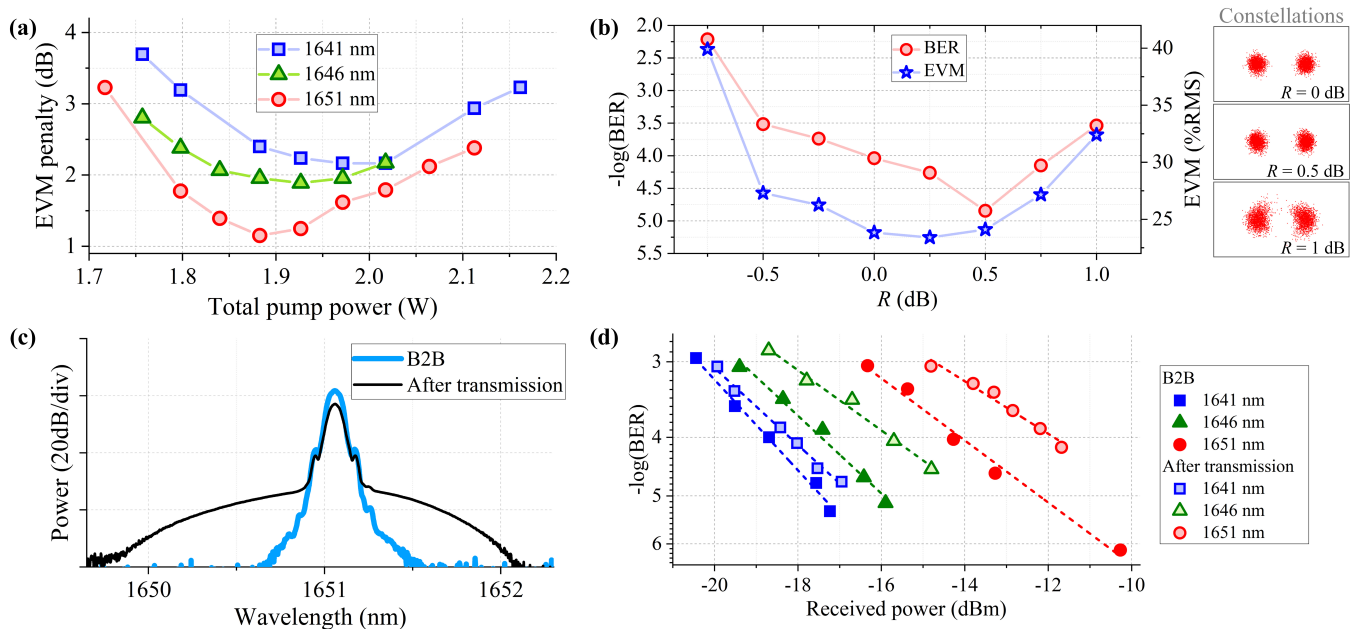 (a)
EVM penalty (dB)
4
3
2
1
1641 nm
1646 nm
1651 nm
1.7 1.8 1.9 2.0 2.1 2.2
Total pump power (W)
(b)
-log(BER)
2.0
2.5
3.0
3.5
4.0
4.5
5.0
5.5
BER
EVM
40
35
30
25
EVM (%RMS)
-0.5 0.0 0.5 1.0
R (dB)
Constellations
R = 0 dB
R = 0.5 dB
R = 1 dB
(c)
Power (20dB/div)
B2B
After transmission
1650 1651 1652
Wavelength (nm)
(d)
-log(BER)
3
4
5
6
-20 -18 -16 -14 -12 -10
Received power (dBm)
B2B
1641 nm
1646 nm
1651 nm
After transmission
1641 nm
1646 nm
1651 nm